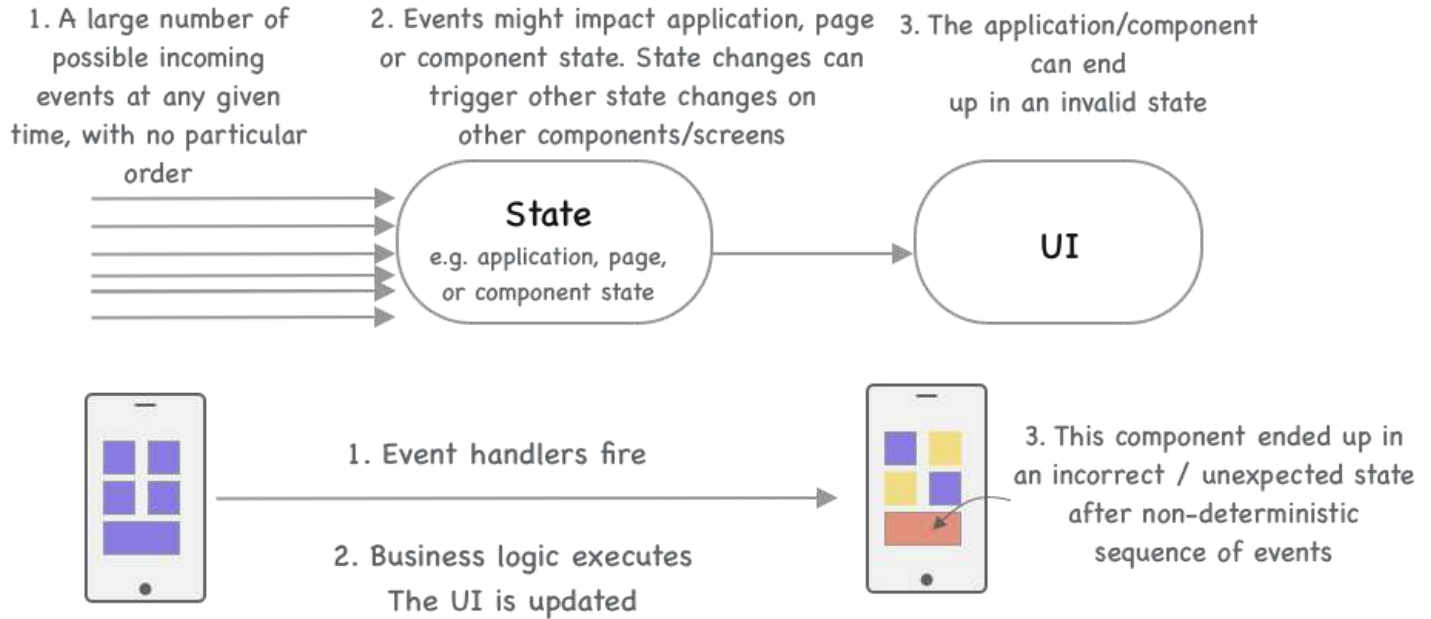 1. A large number of
possible incoming
events at any given
time, with no particular
order
2. Events might impact application, page
or component state. State changes can
trigger other state changes on
other components/screens
3. The application/component
can end
up in an invalid state
State
e.g. application, page,
or component state
UI
1. Event handlers fire
2. Business logic executes
The UI is updated
3. This component ended up in
an incorrect / unexpected state
after non-deterministic
sequence of events